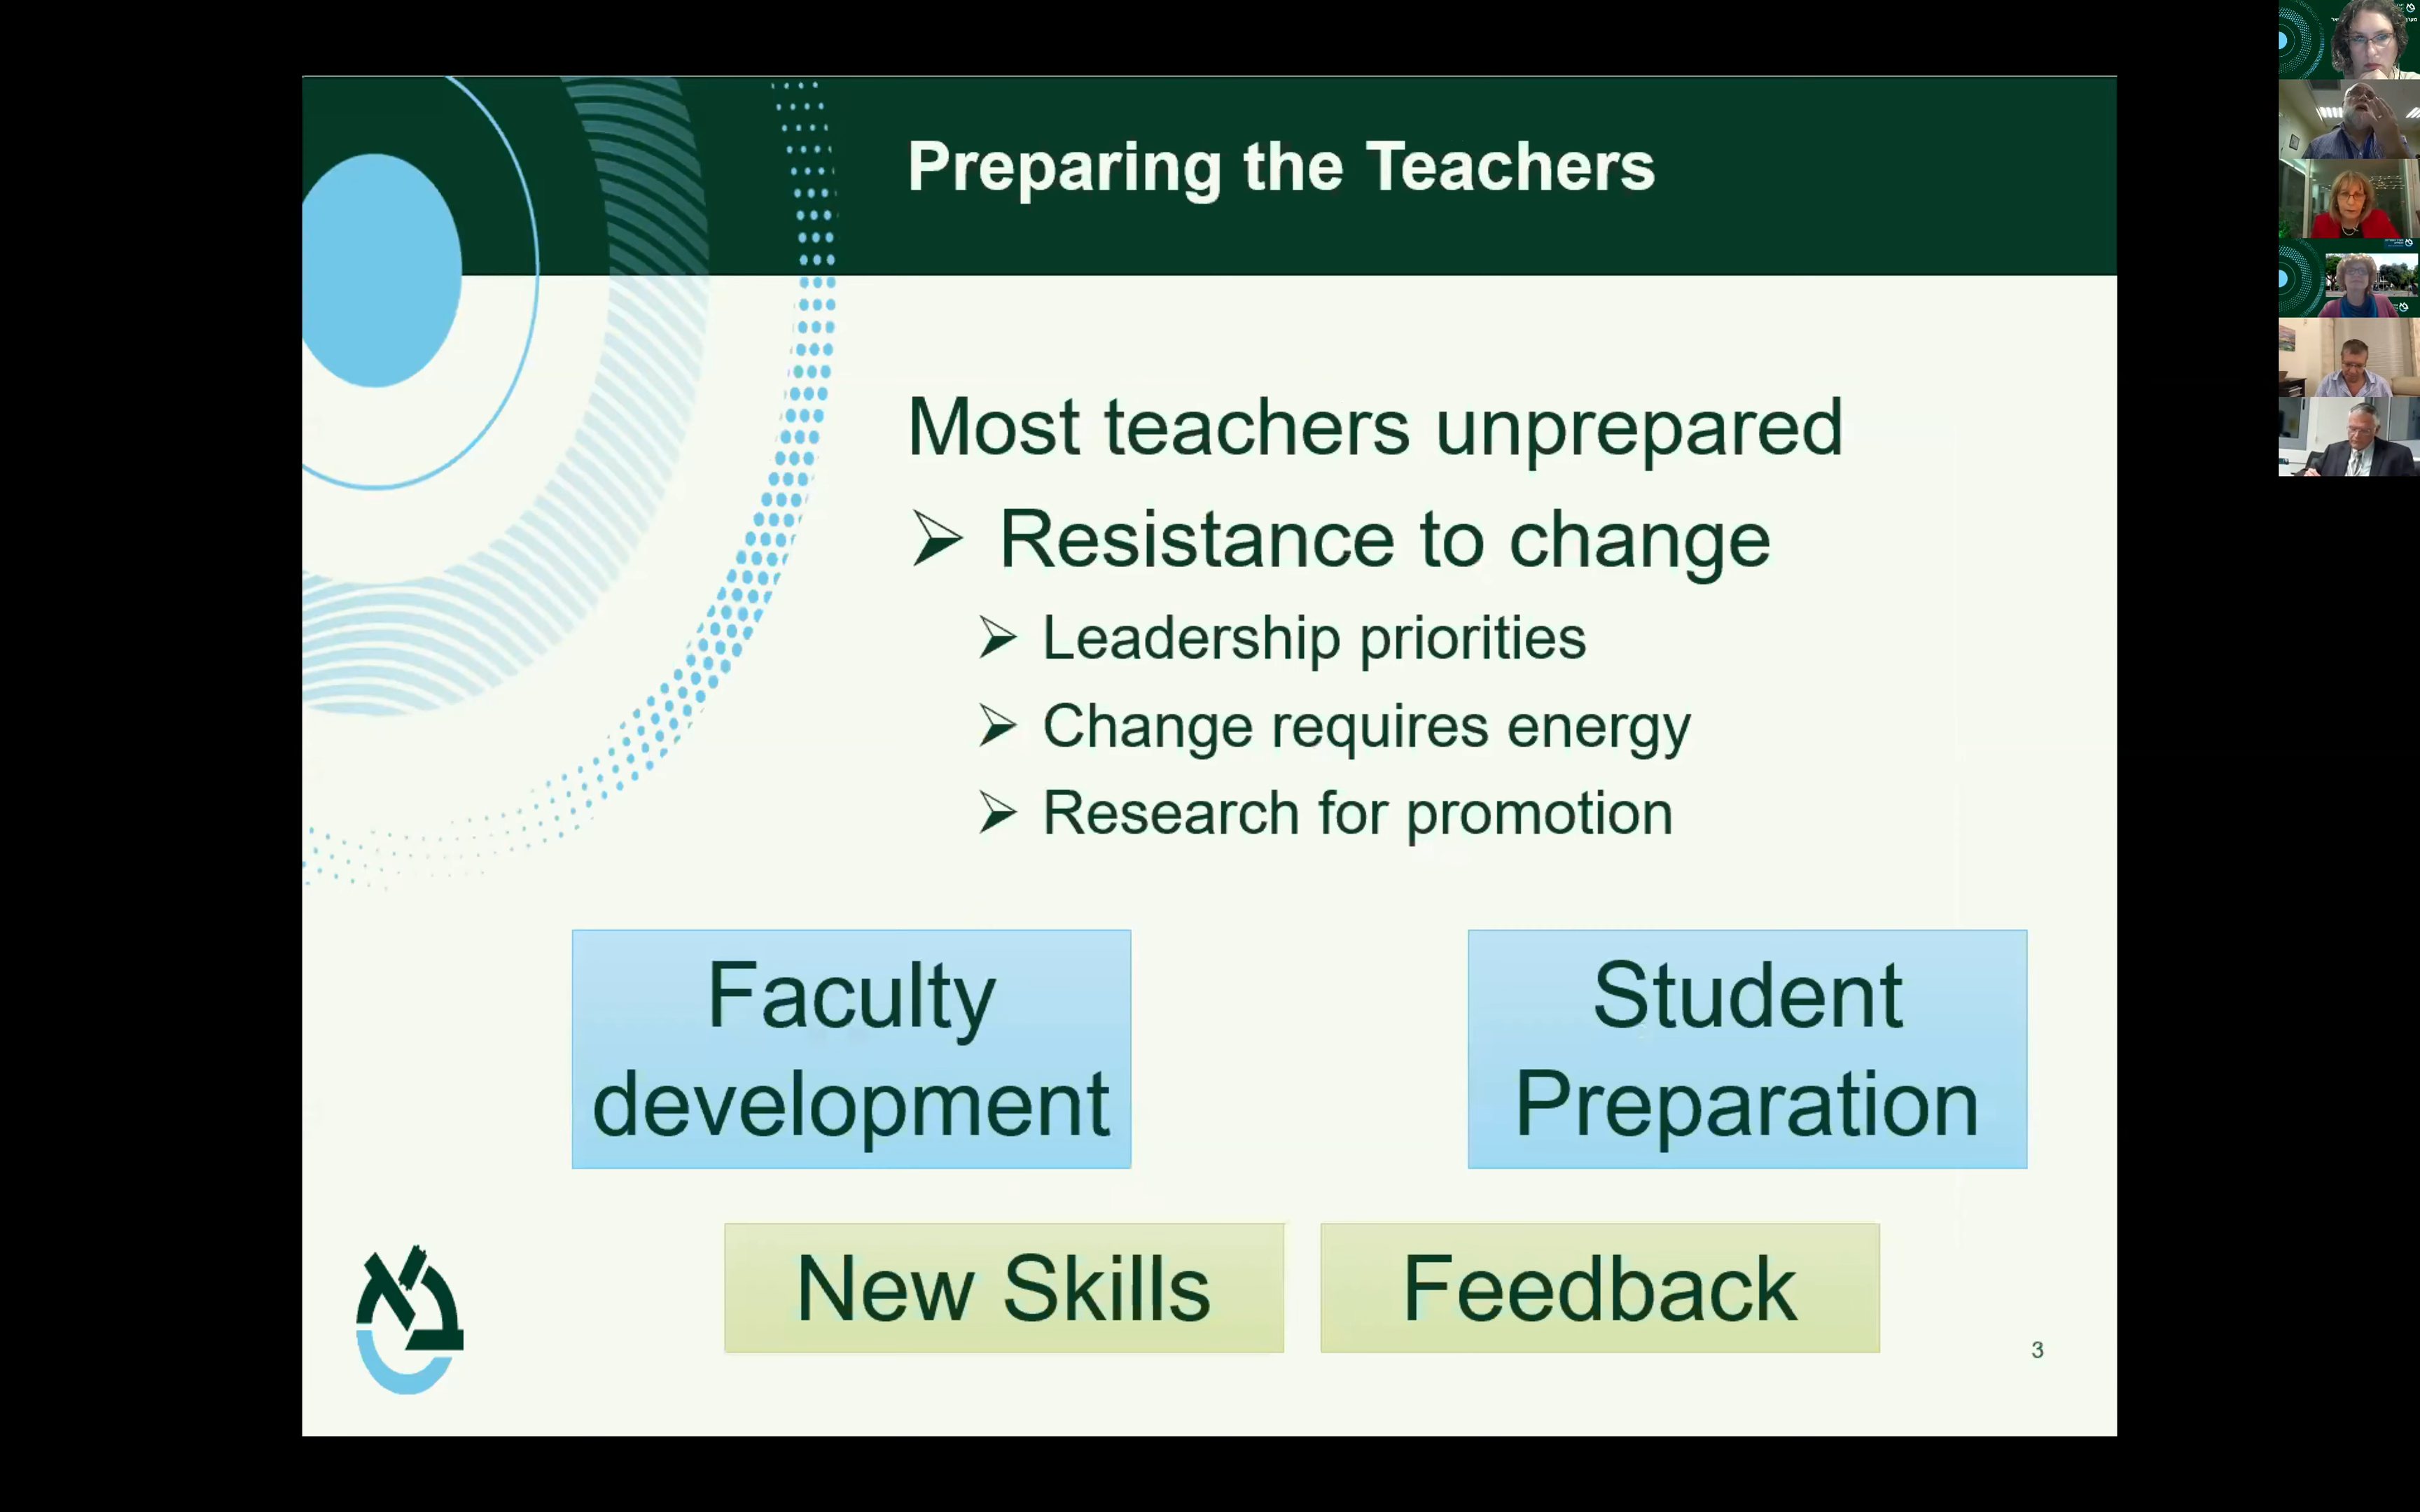 Preparing the Teachers
Most teachers unprepared
Resistance to change
Leadership priorities
Change requires energy
Research for promotion
Faculty
development
Student
Preparation
New Skills
Feedback
3